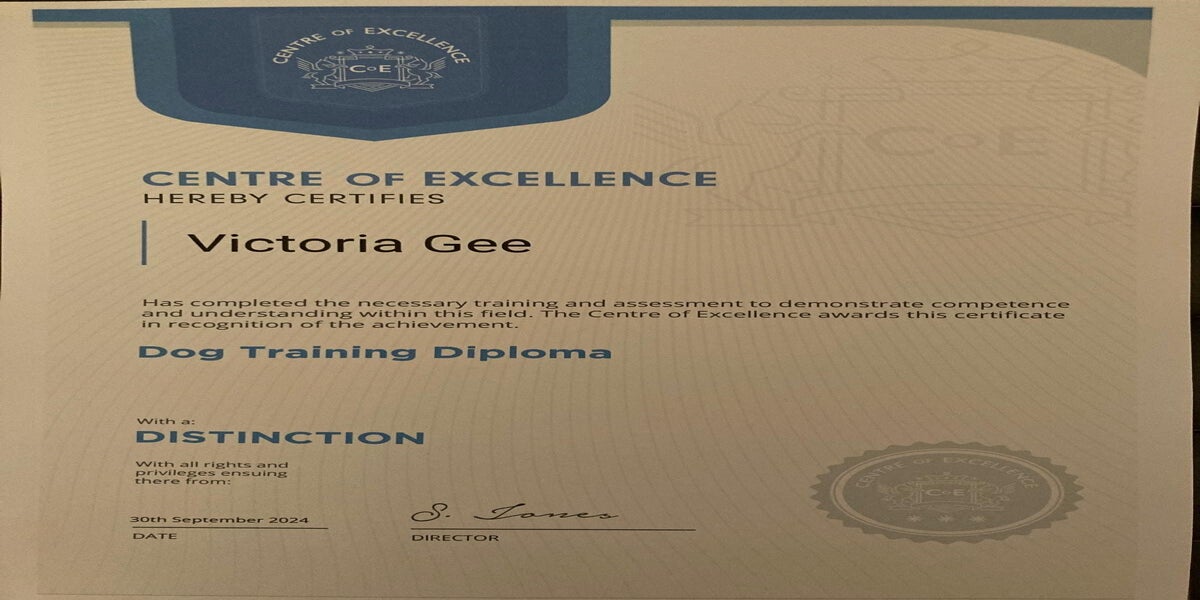 CENTRE OF EXCELLENCE
CoE
CoE
CENTRE OF EXCELLENCE
HEREBY CERTIFIES
Victoria Gee
Has completed the necessary training and assessment to demonstrate competence
and understanding within this field. The Centre of Excellence awards this certificate
in recognition of the achievement.
Dog Training Diploma
With a:
DISTINCTION
With all rights and
privileges ensuing
there from:
30th September 2024
DATE
S. Jones
DIRECTOR
CENTRE OF EXCELLENCE
CoE